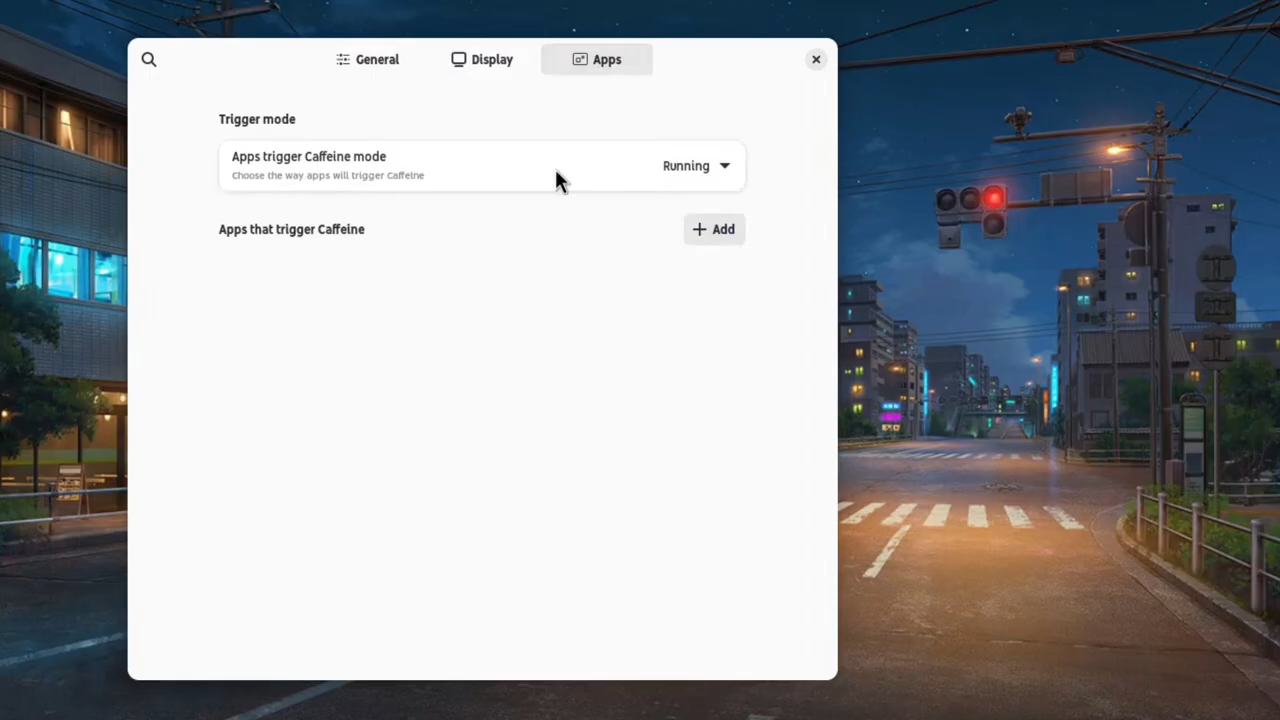 General
Display
Apps
Trigger mode
Apps trigger Caffeine mode
Choose the way apps will trigger Caffeine
Running
Apps that trigger Caffeine
Add